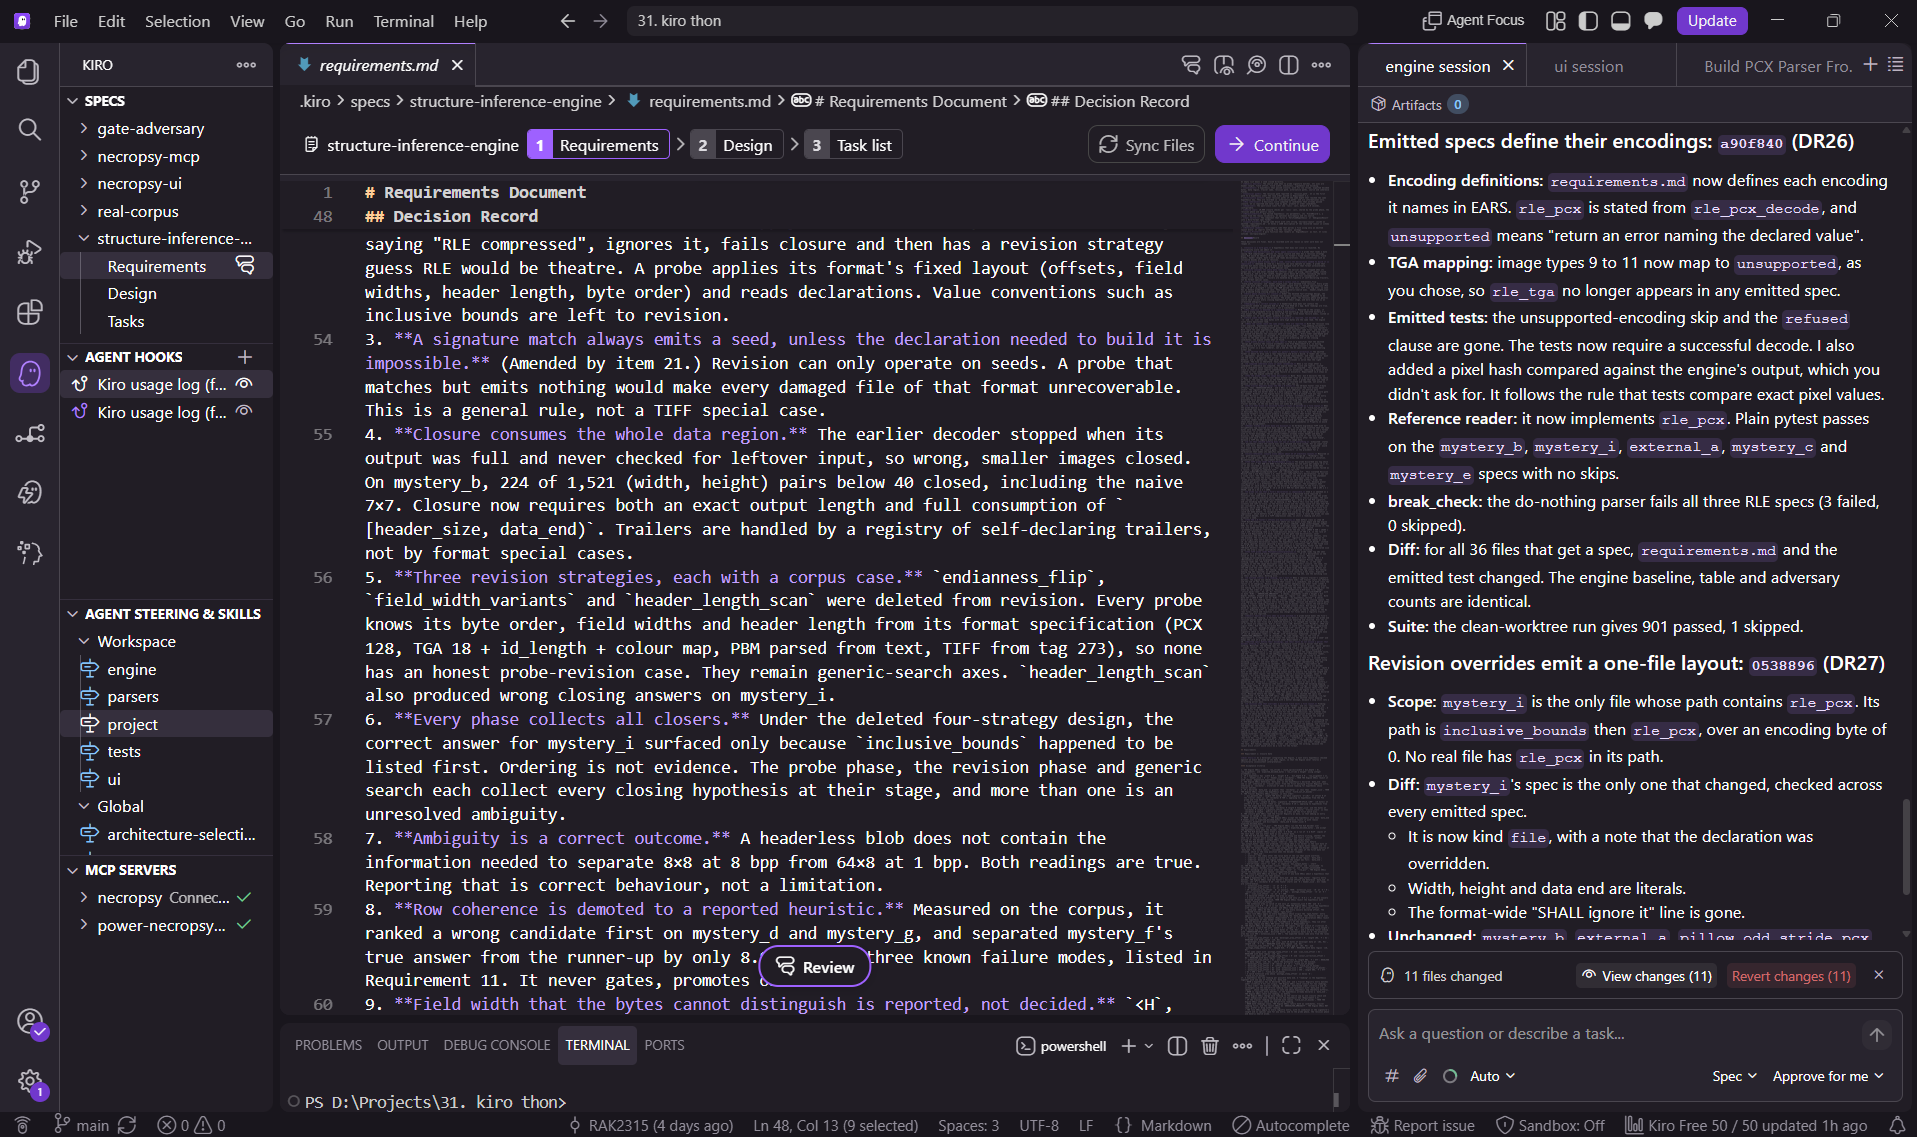 File Edit Selection View Go Run Terminal Help
31. kiro thon
Agent Focus
Update
KIRO
SPECS
gate-adversary
necropsy-mcp
necropsy-ui
real-corpus
structure-inference-...
Requirements
Design
Tasks
AGENT HOOKS
Kiro usage log (f...
Kiro usage log (f...
AGENT STEERING & SKILLS
Workspace
engine
parsers
project
tests
ui
Global
architecture-selecti...
MCP SERVERS
necropsy Connec...
power-necropsy...
1
requirements.md
.kiro > specs > structure-inference-engine > requirements.md > # Requirements Document > ## Decision Record
structure-inference-engine 1 Requirements > 2 Design > 3 Task list
Sync Files
Continue
1 # Requirements Document
48 ## Decision Record
saying "RLE compressed", ignores it, fails closure and then has a revision strategy
guess RLE would be theatre. A probe applies its format's fixed layout (offsets, field
widths, header length, byte order) and reads declarations. Value conventions such as
inclusive bounds are left to revision.
54 3. **A signature match always emits a seed, unless the declaration needed to build it is
impossible.** (Amended by item 21.) Revision can only operate on seeds. A probe that
matches but emits nothing would make every damaged file of that format unrecoverable.
This is a general rule, not a TIFF special case.
55 4. **Closure consumes the whole data region.** The earlier decoder stopped when its
output was full and never checked for leftover input, so wrong, smaller images closed.
On mystery_b, 224 of 1,521 (width, height) pairs below 40 closed, including the naive
7×7. Closure now requires both an exact output length and full consumption of `
[header_size, data_end)`. Trailers are handled by a registry of self-declaring trailers,
not by format special cases.
56 5. **Three revision strategies, each with a corpus case.** `endianness_flip`,
`field_width_variants` and `header_length_scan` were deleted from revision. Every probe
knows its byte order, field widths and header length from its format specification (PCX
128, TGA 18 + id_length + colour map, PBM parsed from text, TIFF from tag 273), so none
has an honest probe-revision case. They remain generic-search axes. `header_length_scan`
also produced wrong closing answers on mystery_i.
57 6. **Every phase collects all closers.** Under the deleted four-strategy design, the
correct answer for mystery_i surfaced only because `inclusive_bounds` happened to be
listed first. Ordering is not evidence. The probe phase, the revision phase and generic
search each collect every closing hypothesis at their stage, and more than one is an
unresolved ambiguity.
58 7. **Ambiguity is a correct outcome.** A headerless blob does not contain the
information needed to separate 8×8 at 8 bpp from 64×8 at 1 bpp. Both readings are true.
Reporting that is correct behaviour, not a limitation.
59 8. **Row coherence is demoted to a reported heuristic.** Measured on the corpus, it
ranked a wrong candidate first on mystery_d and mystery_g, and separated mystery_f's
true answer from the runner-up by only 8. three known failure modes, listed in
Requirement 11. It never gates, promotes
60 9. **Field width that the bytes cannot distinguish is reported, not decided.** `<H`,
Review
PROBLEMS OUTPUT DEBUG CONSOLE TERMINAL PORTS
powershell
PS D:\Projects\31. kiro thon>
engine session
ui session
Build PCX Parser Fro.
Artifacts 0
Emitted specs define their encodings: a90f840 (DR26)
• Encoding definitions: requirements.md now defines each encoding
it names in EARS. rle_pcx is stated from rle_pcx_decode, and
unsupported means "return an error naming the declared value".
• TGA mapping: image types 9 to 11 now map to unsupported, as
you chose, so rle_tga no longer appears in any emitted spec.
• Emitted tests: the unsupported-encoding skip and the refused
clause are gone. The tests now require a successful decode. I also
added a pixel hash compared against the engine's output, which you
didn't ask for. It follows the rule that tests compare exact pixel values.
• Reference reader: it now implements rle_pcx. Plain pytest passes
on the mystery_b, mystery_i, external_a, mystery_c and
mystery_e specs with no skips.
• break_check: the do-nothing parser fails all three RLE specs (3 failed,
0 skipped).
• Diff: for all 36 files that get a spec, requirements.md and the
emitted test changed. The engine baseline, table and adversary
counts are identical.
• Suite: the clean-worktree run gives 901 passed, 1 skipped.
Revision overrides emit a one-file layout: 0538896 (DR27)
• Scope: mystery_i is the only file whose path contains rle_pcx. Its
path is inclusive_bounds then rle_pcx, over an encoding byte of
0. No real file has rle_pcx in its path.
• Diff: mystery_i's spec is the only one that changed, checked across
every emitted spec.
It is now kind file, with a note that the declaration was
overridden.
Width, height and data end are literals.
The format-wide "SHALL ignore it" line is gone.
• Unchanged: mystery_b external_a pillow_odd_stride_pcx
11 files changed
View changes (11)
Revert changes (11)
Ask a question or describe a task...
Auto
Spec
Approve for me
main 0 0
RAK2315 (4 days ago) Ln 48, Col 13 (9 selected) Spaces: 3 UTF-8 LF {} Markdown Autocomplete Report issue Sandbox: Off Kiro Free 50 / 50 updated 1h ago